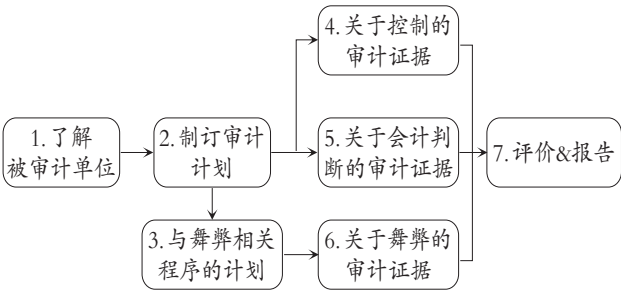 1.了解
被审计单位
2.制订审计
计划
3.与舞弊相关
程序的计划
4.关于控制的
审计证据
5.关于会计判
断的审计证据
6.关于舞弊的
审计证据
7.评价&报告